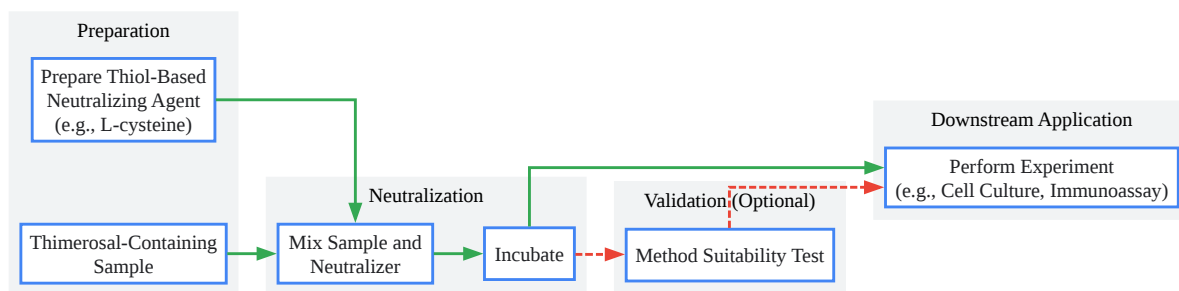 Preparation
Prepare Thiol-Based
Neutralizing Agent
(e.g., L-cysteine)
Thimerosal-Containing
Sample
Neutralization
Mix Sample and
Neutralizer
Incubate
Validation (Optional)
Method Suitability Test
Downstream Application
Perform Experiment
(e.g., Cell Culture, Immunoassay)